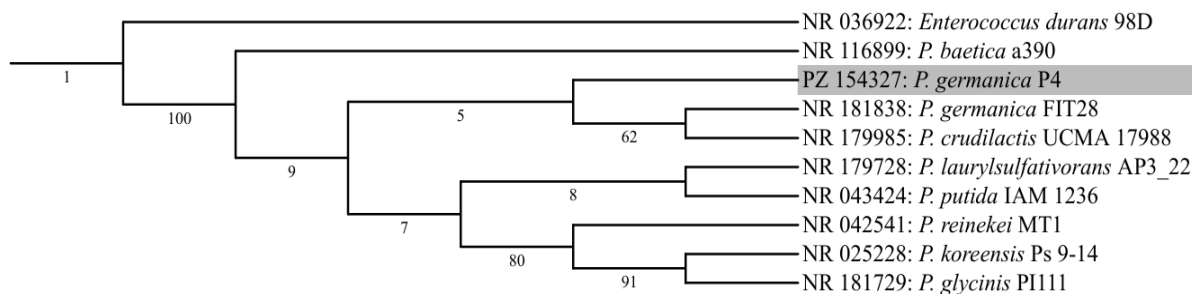 NR 036922: Enterococcus durans 98D
NR 116899: P. baetica a390
1
PZ 154327: P. germanica P4
NR 181838: P. germanica FIT28
5
100
62
NR 179985: P. crudilactis UCMA 17988
NR 179728: P. laurylsulfativorans AP3_22
9
8
NR 043424: P. putida IAM 1236
NR 042541: P. reinekei MT1
7
NR 025228: P. koreensis Ps 9-14
80
91
NR 181729: P. glycinis PI111